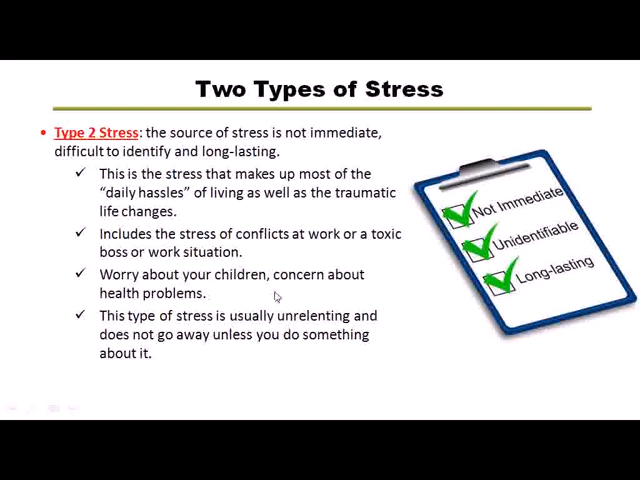 Two Types of Stress
• Type 2 Stress: the source of stress is not immediate,
difficult to identify and long-lasting.
✓ This is the stress that makes up most of the
“daily hassles” of living as well as the traumatic
life changes.
✓ Includes the stress of conflicts at work or a toxic
boss or work situation.
✓ Worry about your children, concern about
health problems.
✓ This type of stress is usually unrelenting and
does not go away unless you do something
about it.
Not Immediate
Unidentifiable
Long-lasting